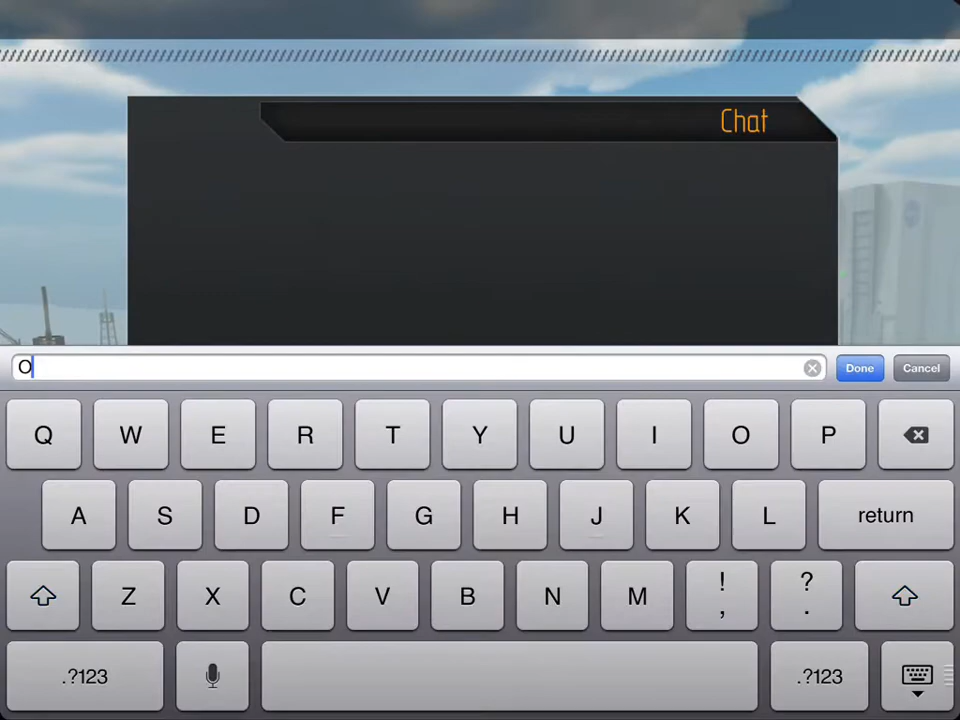 Chat
O
Done Cancel
Q W E R T Y U I O P
A S D F G H J K L return
Z X C V B N M ! ?
, .
.?123 .?123